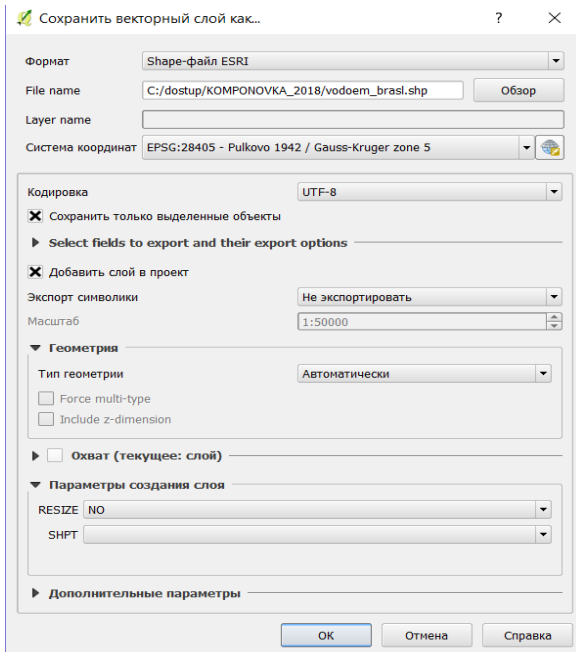 Сохранить векторный слой как...
Формат Shape-файл ESRI
File name C:/dostup/KOMPONOVKA_2018/vodoem_brasl.shp Обзор
Layer name
Система координат EPSG:28405 - Pulkovo 1942 / Gauss-Kruger zone 5
Кодировка UTF-8
Сохранить только выделенные объекты
Select fields to export and their export options
Добавить слой в проект
Экспорт символики Не экспортировать
Масштаб 1:50000
Геометрия
Тип геометрии Автоматически
Force multi-type
Include z-dimension
Охват (текущее: слой)
Параметры создания слоя
RESIZE NO
SHPT
Дополнительные параметры
ОК Отмена Справка